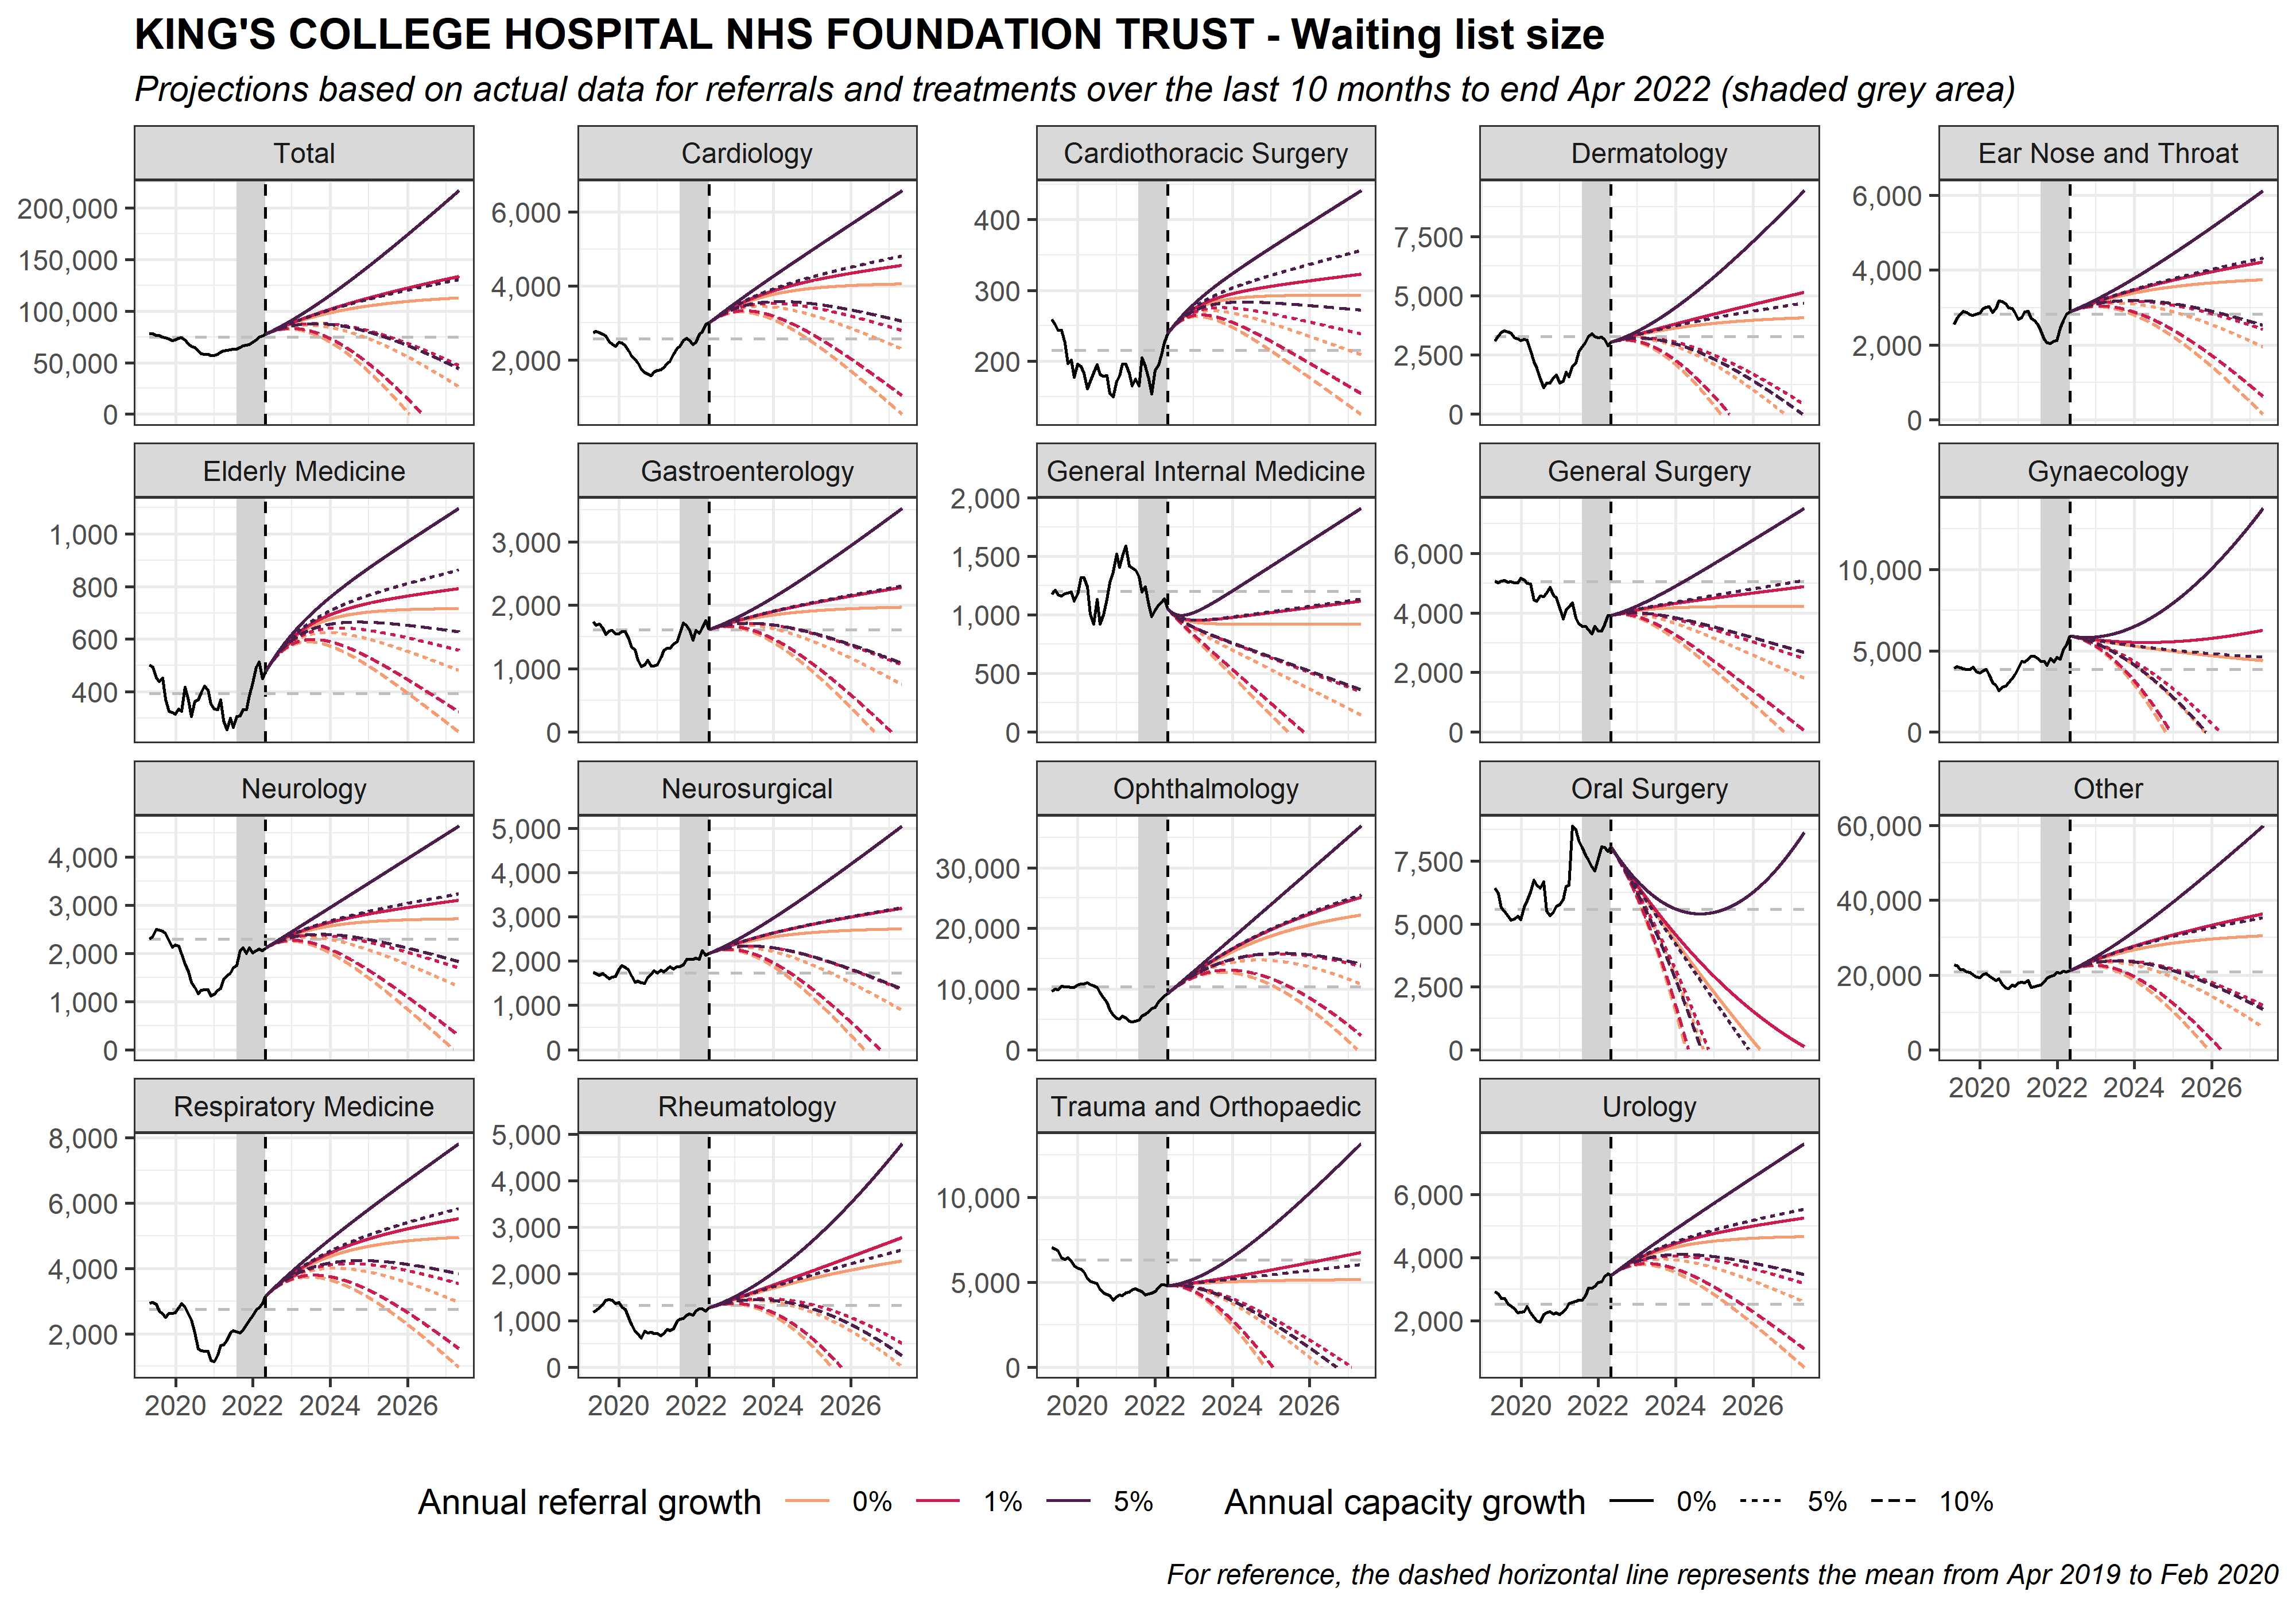 KING'S COLLEGE HOSPITAL NHS FOUNDATION TRUST - Waiting list size
Projections based on actual data for referrals and treatments over the last 10 months to end Apr 2022 (shaded grey area)
Total
200,000
150,000
100,000
50,000
0
Cardiology
6,000
4,000
2,000
Cardiothoracic Surgery
400
300
200
Dermatology
7,500
5,000
2,500
0
Ear Nose and Throat
6,000
4,000
2,000
0
Elderly Medicine
1,000
800
600
400
Gastroenterology
3,000
2,000
1,000
0
General Internal Medicine
2,000
1,500
1,000
500
0
General Surgery
6,000
4,000
2,000
0
Gynaecology
10,000
5,000
0
Neurology
4,000
3,000
2,000
1,000
0
Neurosurgical
5,000
4,000
3,000
2,000
1,000
0
Ophthalmology
30,000
20,000
10,000
0
Oral Surgery
7,500
5,000
2,500
0
Other
60,000
40,000
20,000
0
2020 2022 2024 2026
Respiratory Medicine
8,000
6,000
4,000
2,000
2020 2022 2024 2026
Rheumatology
5,000
4,000
3,000
2,000
1,000
0
2020 2022 2024 2026
Trauma and Orthopaedic
10,000
5,000
0
2020 2022 2024 2026
Urology
6,000
4,000
2,000
2020 2022 2024 2026
Annual referral growth 0% 1% 5% Annual capacity growth 0% 5% 10%
For reference, the dashed horizontal line represents the mean from Apr 2019 to Feb 2020